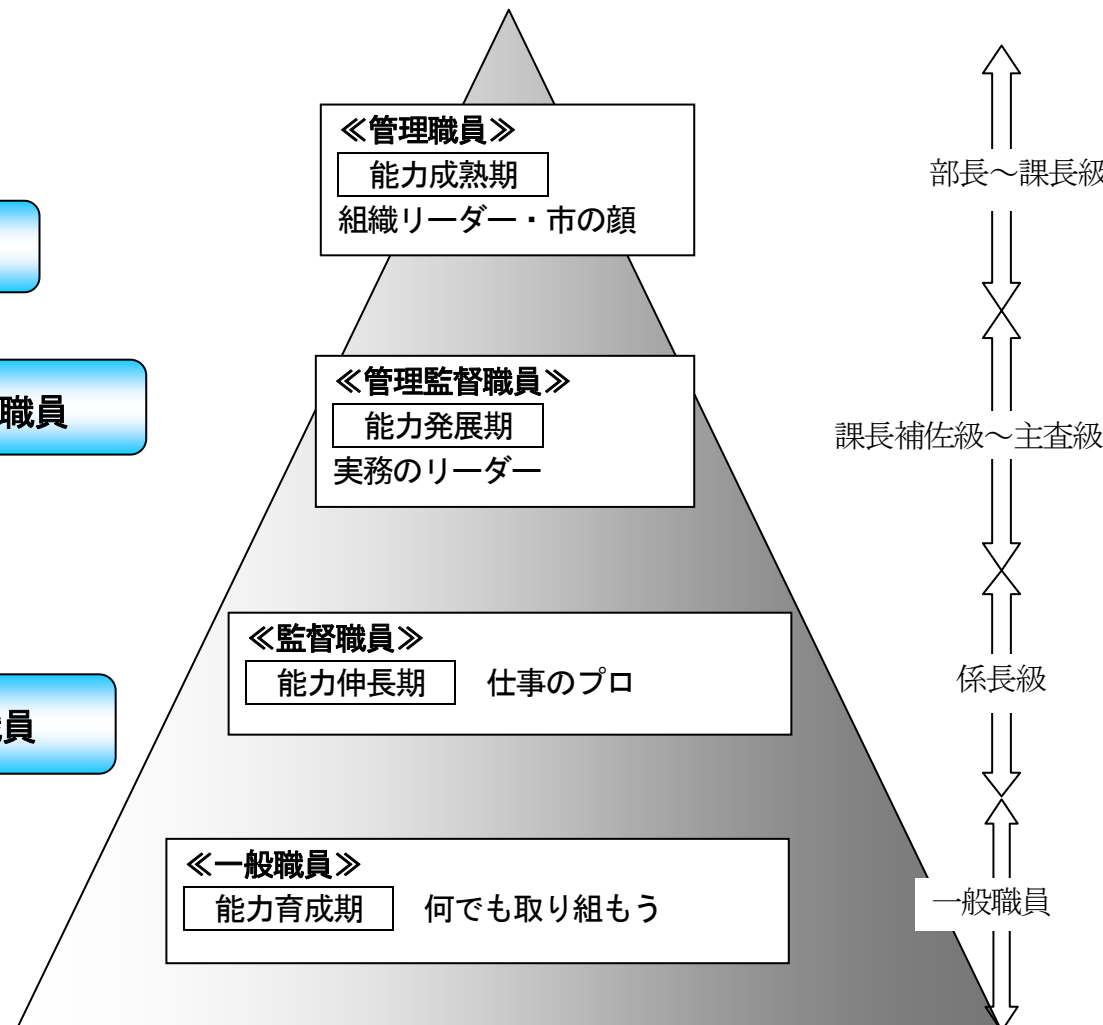 ≪管理職員≫
能力成熟期
組織リーダー・市の顔
部長～課長級
≪管理監督職員≫
能力発展期
実務のリーダー
職員
課長補佐級～主査級
≪監督職員≫
能力伸長期 仕事のプロ
係長級
員
≪一般職員≫
能力育成期 何でも取り組もう
一般職員